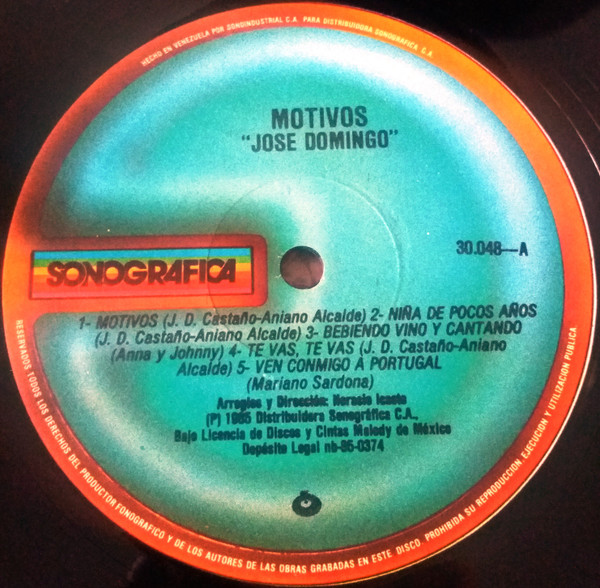 HECHO EN VENEZUELA POR SONOINDUSTRIAL C.A. PARA DISTRIBUIDORA SONOGRAFICA C.A.
MOTIVOS
"JOSE DOMINGO"
30.048—A
SONOGRAFICA
1- MOTIVOS (J. D. Castaño-Aniano Alcaide) 2- NIÑA DE POCOS AÑOS
(J. D. Castaño-Aniano Alcaide) 3- BEBIENDO VINO Y CANTANDO
(Anna y Johnny) 4- TE VAS, TE VAS (J. D. Castaño-Aniano
Alcaide) 5- VEN CONMIGO A PORTUGAL
(Mariano Sardona)
Arreglos y Dirección: Horacio Icasto
(P) 1985 Distribuidora Sonográfica C.A.,
Bajo Licencia de Discos y Cintas Melody de México
Depósito Legal nb-85-0374
RESERVADOS TODOS LOS DERECHOS DEL PRODUCTOR FONOGRAFICO Y DE LOS AUTORES DE LAS OBRAS GRABADAS EN ESTE DISCO. PROHIBIDA SU REPRODUCCION, EJECUCION Y UTILIZACION PUBLICA.